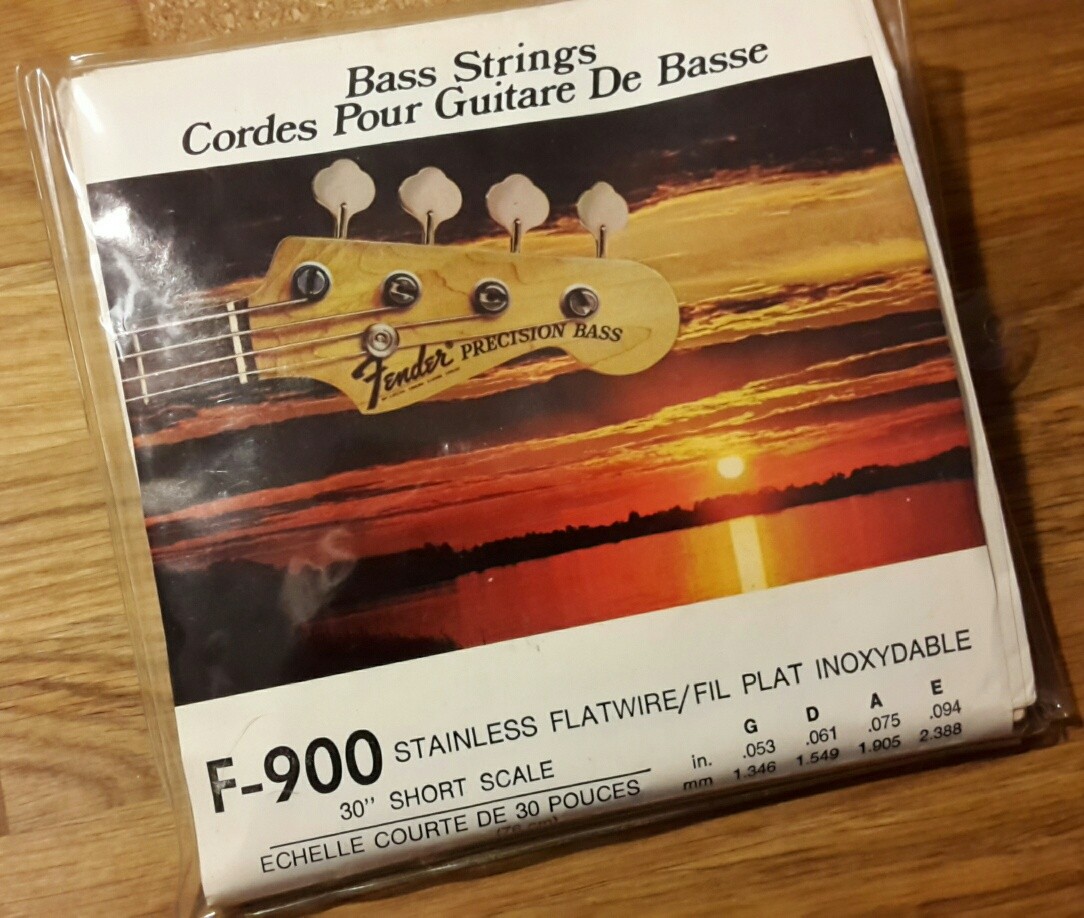 Bass Strings
Cordes Pour Guitare De Basse
Fender PRECISION BASS
F-900 STAINLESS FLATWIRE/FIL PLAT INOXYDABLE
30" SHORT SCALE
ECHELLE COURTE DE 30 POUCES
(76 cm)
G D A E
in. .053 .061 .075 .094
mm 1.346 1.549 1.905 2.388